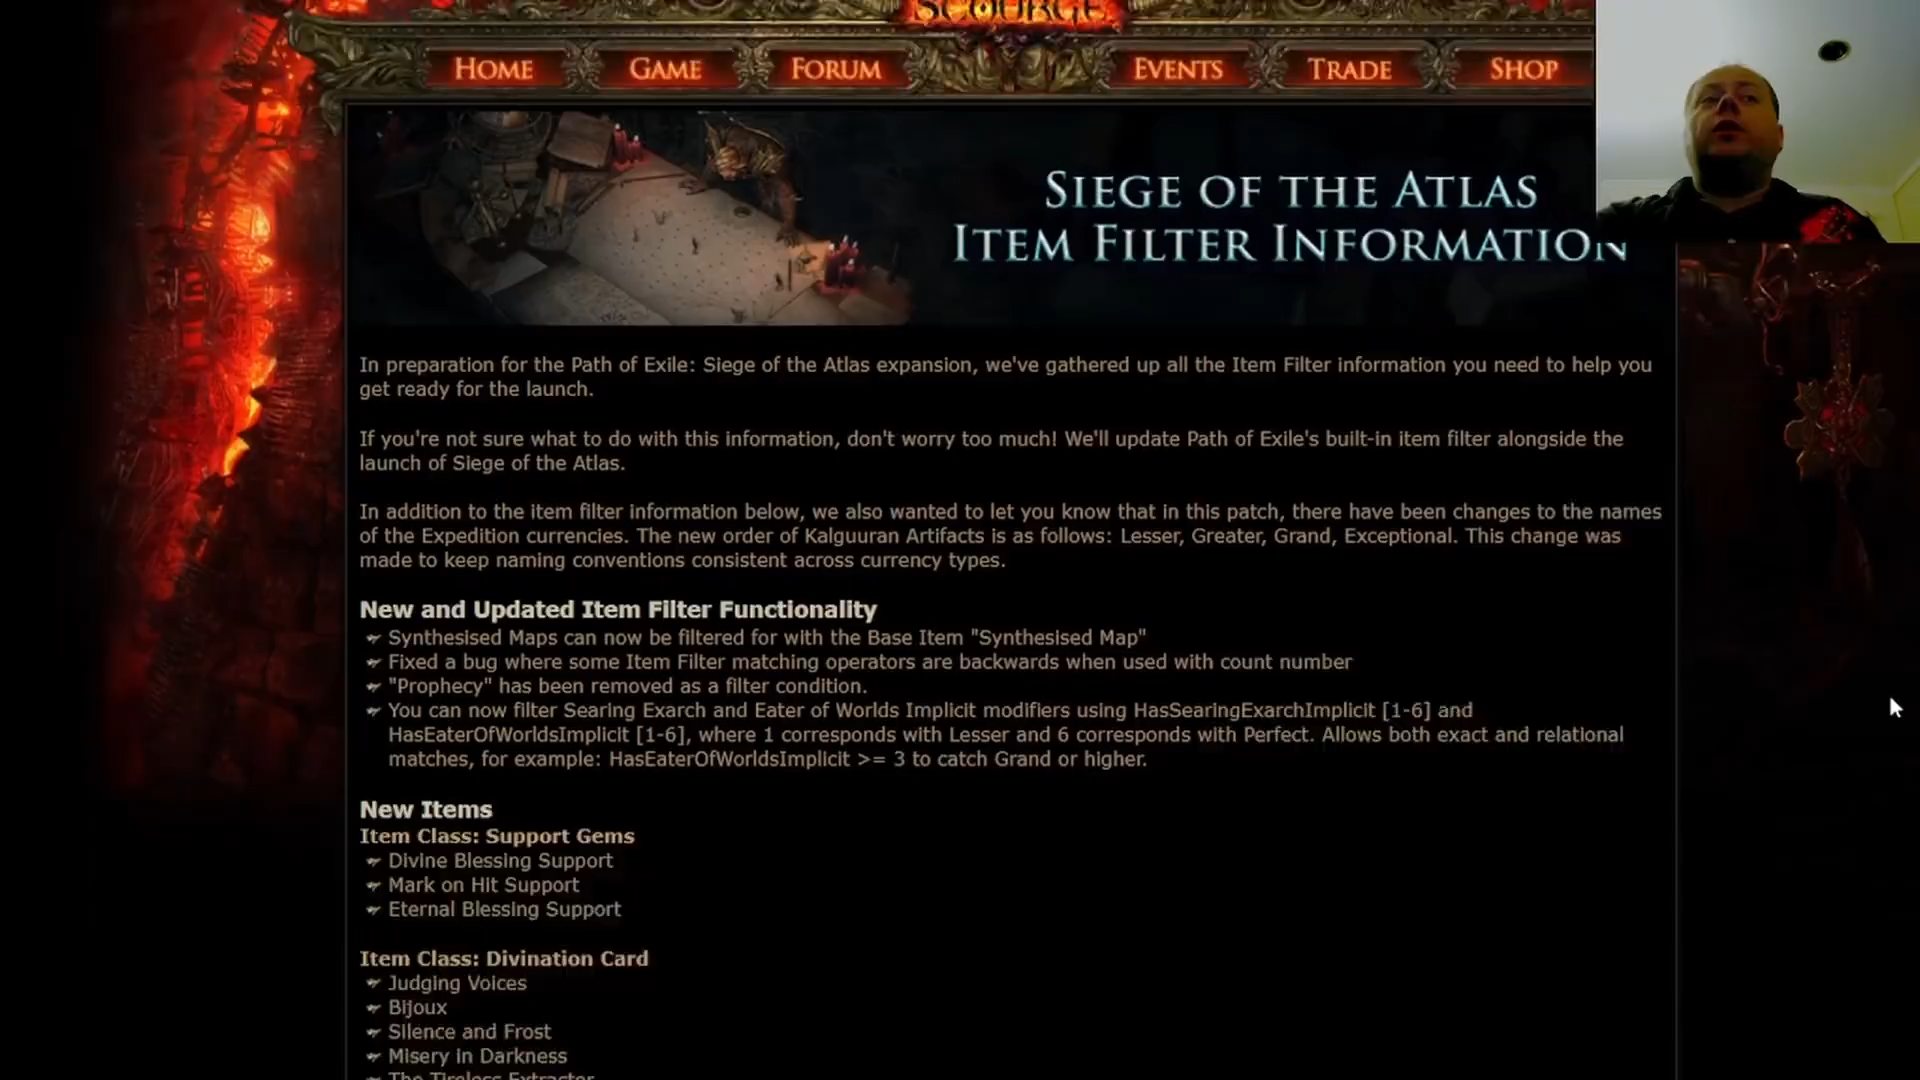 SCOURGE
HOME GAME FORUM EVENTS TRADE SHOP
SIEGE OF THE ATLAS
ITEM FILTER INFORMATION
In preparation for the Path of Exile: Siege of the Atlas expansion, we've gathered up all the Item Filter information you need to help you
get ready for the launch.
If you're not sure what to do with this information, don't worry too much! We'll update Path of Exile's built-in item filter alongside the
launch of Siege of the Atlas.
In addition to the item filter information below, we also wanted to let you know that in this patch, there have been changes to the names
of the Expedition currencies. The new order of Kalguuran Artifacts is as follows: Lesser, Greater, Grand, Exceptional. This change was
made to keep naming conventions consistent across currency types.
New and Updated Item Filter Functionality
Synthesised Maps can now be filtered for with the Base Item "Synthesised Map"
Fixed a bug where some Item Filter matching operators are backwards when used with count number
"Prophecy" has been removed as a filter condition.
You can now filter Searing Exarch and Eater of Worlds Implicit modifiers using HasSearingExarchImplicit [1-6] and
HasEaterOfWorldsImplicit [1-6], where 1 corresponds with Lesser and 6 corresponds with Perfect. Allows both exact and relational
matches, for example: HasEaterOfWorldsImplicit >= 3 to catch Grand or higher.
New Items
Item Class: Support Gems
Divine Blessing Support
Mark on Hit Support
Eternal Blessing Support
Item Class: Divination Card
Judging Voices
Bijoux
Silence and Frost
Misery in Darkness
The Tireless Extractor